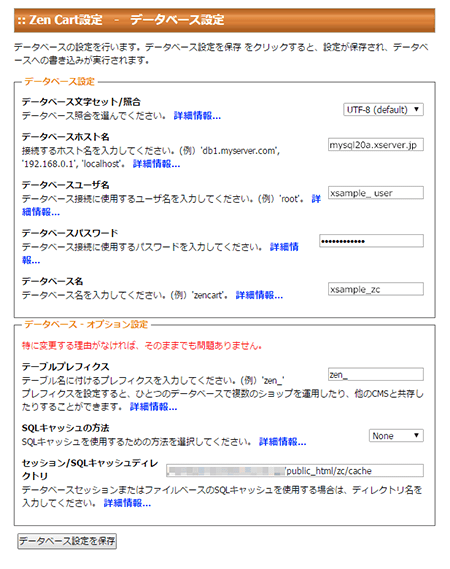 :: Zen Cart設定　-　データベース設定
データベースの設定を行います。データベース設定を保存 をクリックすると、設定が保存され、データベ
ースへの書き込みが実行されます。
データベース設定
データベース文字セット/照合
データベース照合を選んでください。 詳細情報...
UTF-8 (default)
データベースホスト名
接続するホスト名を入力してください。(例）'db1.myserver.com',
'192.168.0.1', 'localhost'。 詳細情報...
mysql20a.xserver.jp
データベースユーザ名
データベース接続に使用するユーザ名を入力してください。(例）'root'。 詳
細情報...
xsample_ user
データベースパスワード
データベース接続に使用するパスワードを入力してください。 詳細情
報...
••••••••••••
データベース名
データベース名を入力してください。(例）'zencart'。 詳細情報...
xsample_zc
データベース - オプション設定
特に変更する理由がなければ、そのままでも問題ありません。
テーブルプレフィクス
テーブル名に付けるプレフィクスを入力してください。(例）'zen_'
プレフィクスを設定すると、ひとつのデータベースで複数のショップを運用したり、他のCMSと共存し
たりすることができます。 詳細情報...
zen_
SQLキャッシュの方法
SQLキャッシュを使用するための方法を選択してください。 詳細情報...
None
セッション/SQLキャッシュディレ
クトリ
/public_html/zc/cache
データベースセッションまたはファイルベースのSQLキャッシュを使用する場合は、ディレクトリ名を
入力してください。 詳細情報...
データベース設定を保存